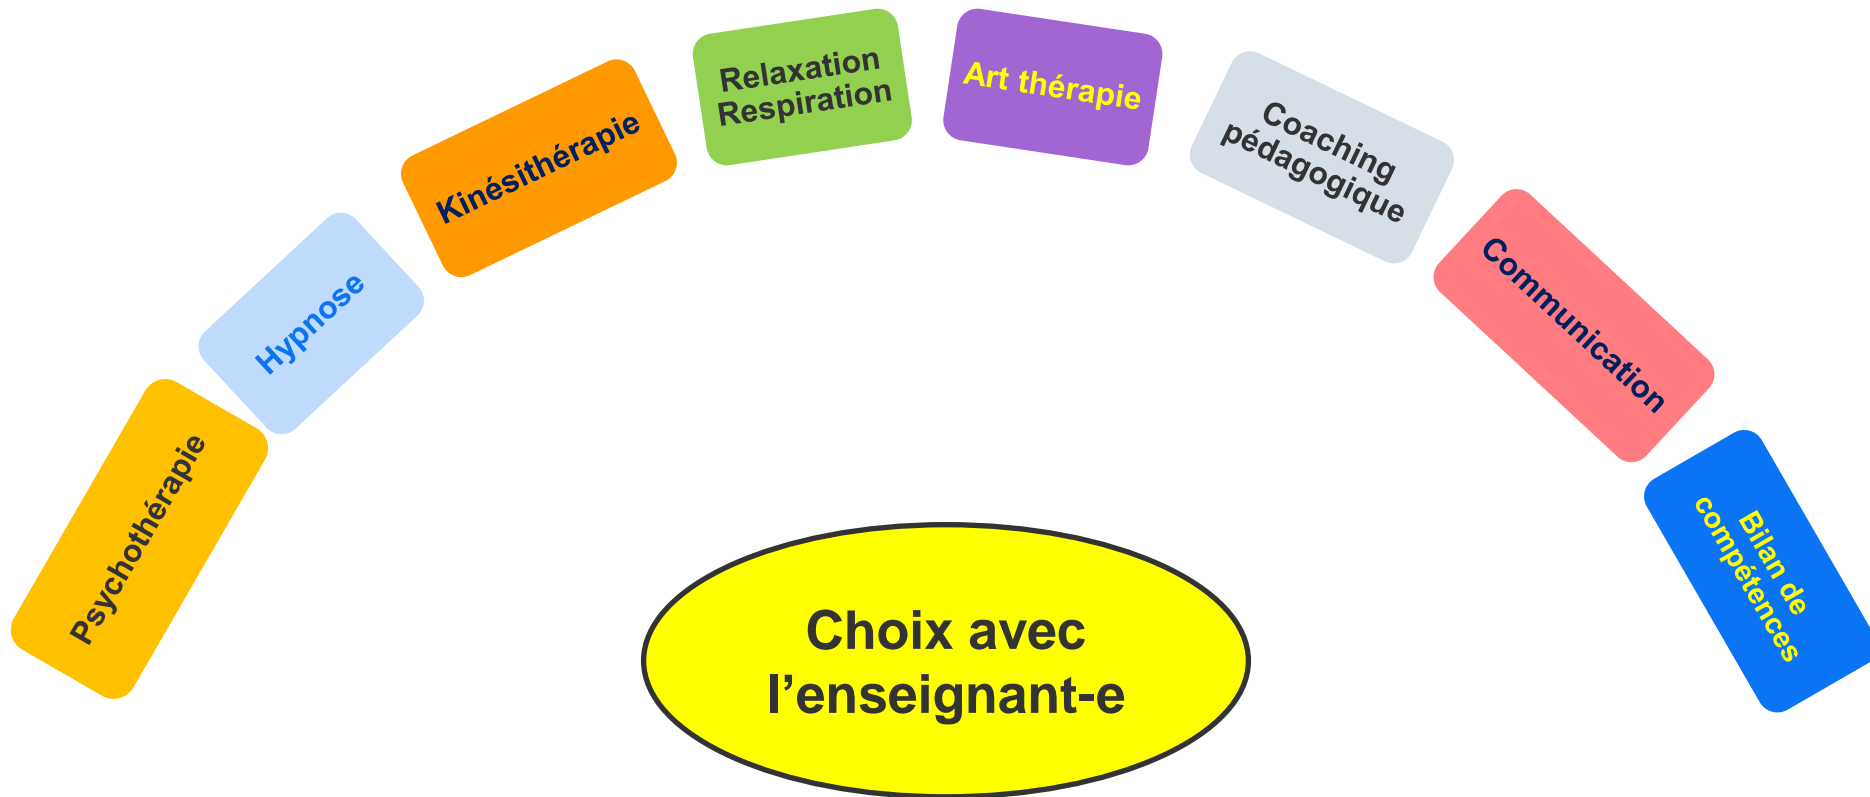 Psychothérapie
Hypnose
Kinésithérapie
Relaxation
Respiration
Art thérapie
Coaching
pédagogique
Communication
Bilan de
compétences
Choix avec
l’enseignant-e